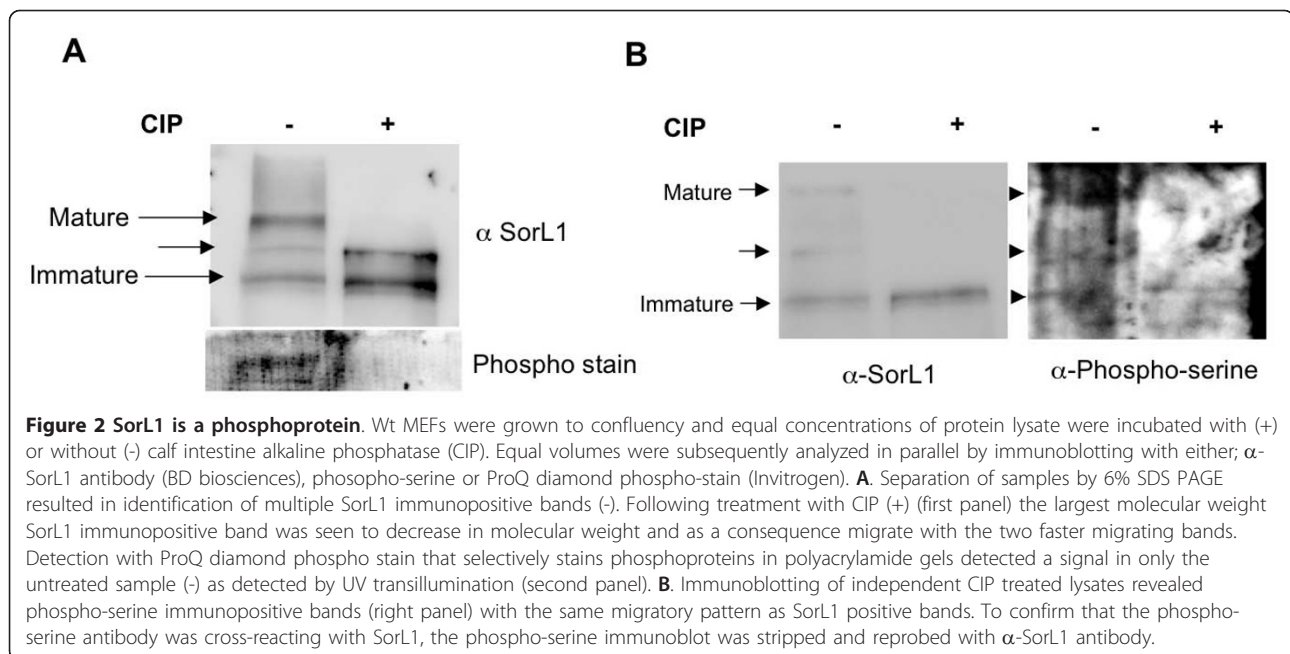 A
CIP - +
Mature
Immature
α SorL1
Phospho stain
B
CIP - + - +
Mature
Immature
α-SorL1
α-Phospho-serine
Figure 2 SorL1 is a phosphoprotein. Wt MEFs were grown to confluency and equal concentrations of protein lysate were incubated with (+)
or without (-) calf intestine alkaline phosphatase (CIP). Equal volumes were subsequently analyzed in parallel by immunoblotting with either; α-
SorL1 antibody (BD biosciences), phosopho-serine or ProQ diamond phospho-stain (Invitrogen). A. Separation of samples by 6% SDS PAGE
resulted in identification of multiple SorL1 immunopositive bands (-). Following treatment with CIP (+) (first panel) the largest molecular weight
SorL1 immunopositive band was seen to decrease in molecular weight and as a consequence migrate with the two faster migrating bands.
Detection with ProQ diamond phospho stain that selectively stains phosphoproteins in polyacrylamide gels detected a signal in only the
untreated sample (-) as detected by UV transillumination (second panel). B. Immunoblotting of independent CIP treated lysates revealed
phospho-serine immunopositive bands (right panel) with the same migratory pattern as SorL1 positive bands. To confirm that the phospho-
serine antibody was cross-reacting with SorL1, the phospho-serine immunoblot was stripped and reprobed with α-SorL1 antibody.